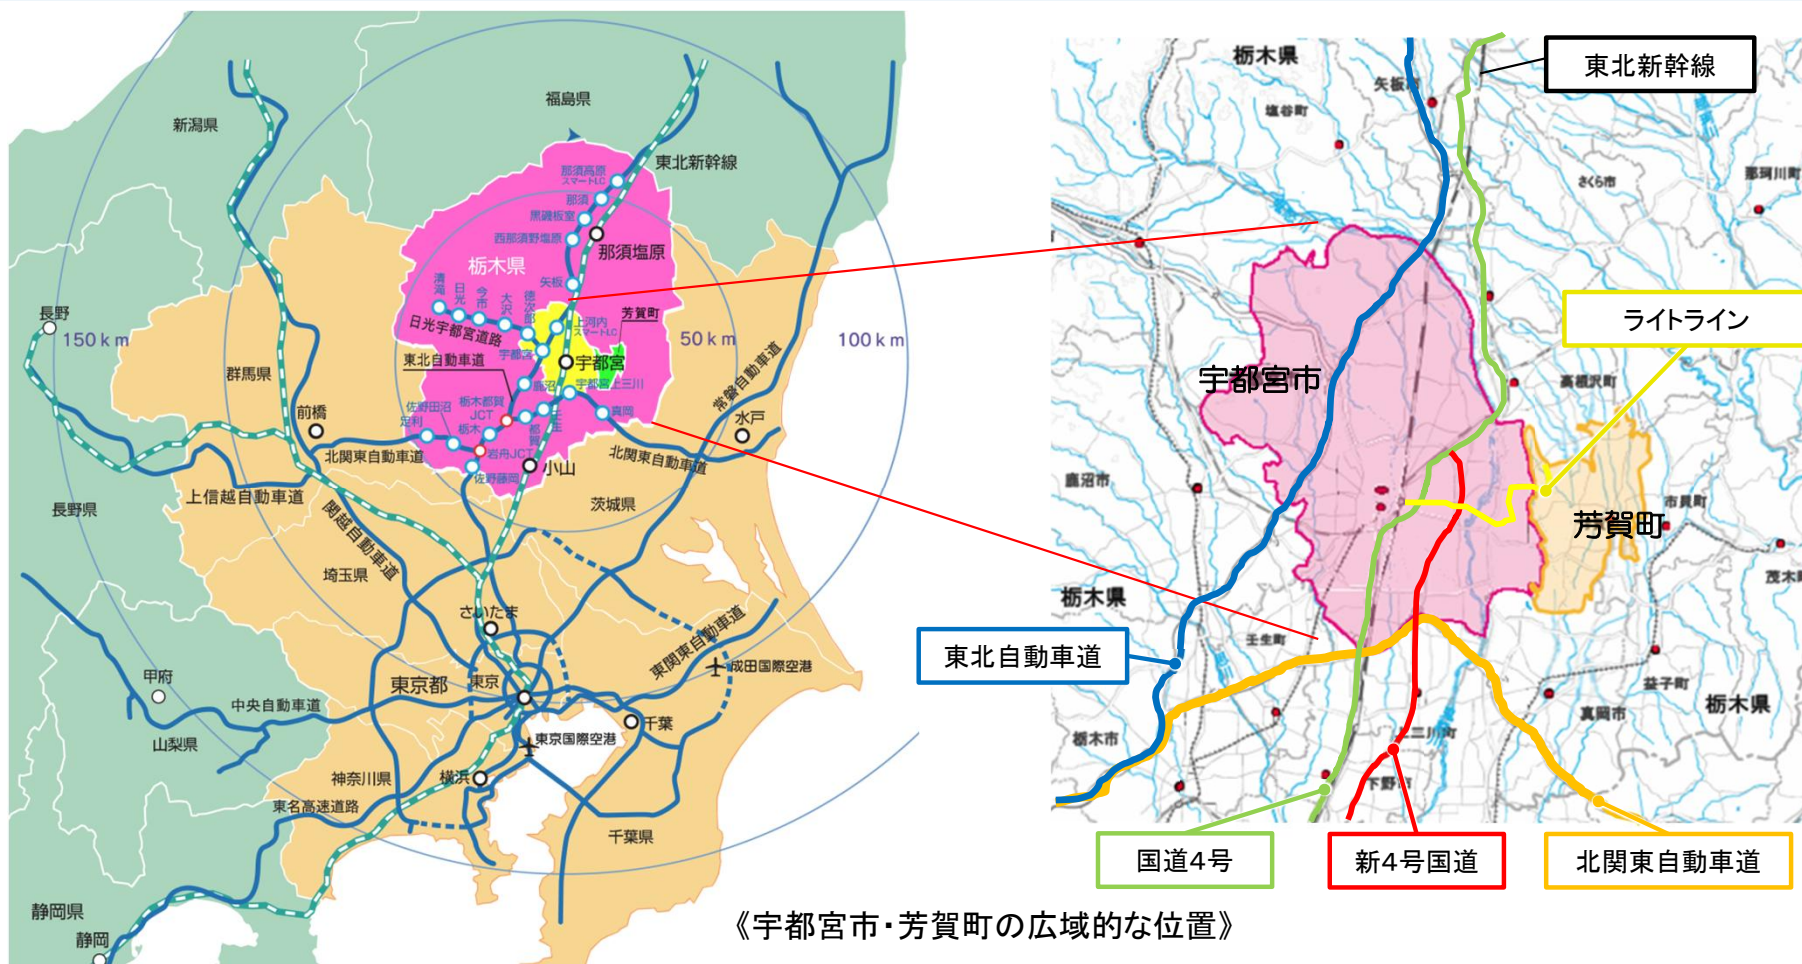 新潟県
福島県
東北新幹線
那須高原
スマートI.C
那須
黒磯板室
西那須野塩原
那須塩原
栃木県
矢板
清滝
日光
今市
大沢
徳次郎
日光宇都宮道路
上河内
スマートI.C
芳賀町
宇都宮
宇都宮
東北自動車道
鹿沼
宇都宮上三川
栃木都賀
JCT
佐野田沼
足利
栃木
都賀
壬生
真岡
岩舟JCT
佐野藤岡
小山
長野
150km
50km
100km
群馬県
前橋
北関東自動車道
北関東自動車道
常磐自動車道
水戸
上信越自動車道
長野県
関越自動車道
茨城県
埼玉県
さいたま
東関東自動車道
成田国際空港
甲府
東京都
東京
中央自動車道
山梨県
千葉
東京国際空港
神奈川県
横浜
東名高速道路
千葉県
静岡県
静岡
栃木県
東北新幹線
矢板市
塩谷町
さくら市
那珂川町
ライトライン
宇都宮市
高根沢町
鹿沼市
市貝町
芳賀町
茂木町
栃木県
壬生町
東北自動車道
益子町
栃木県
真岡市
栃木市
上三川町
下野市
国道4号
新4号国道
北関東自動車道
《宇都宮市・芳賀町の広域的な位置》